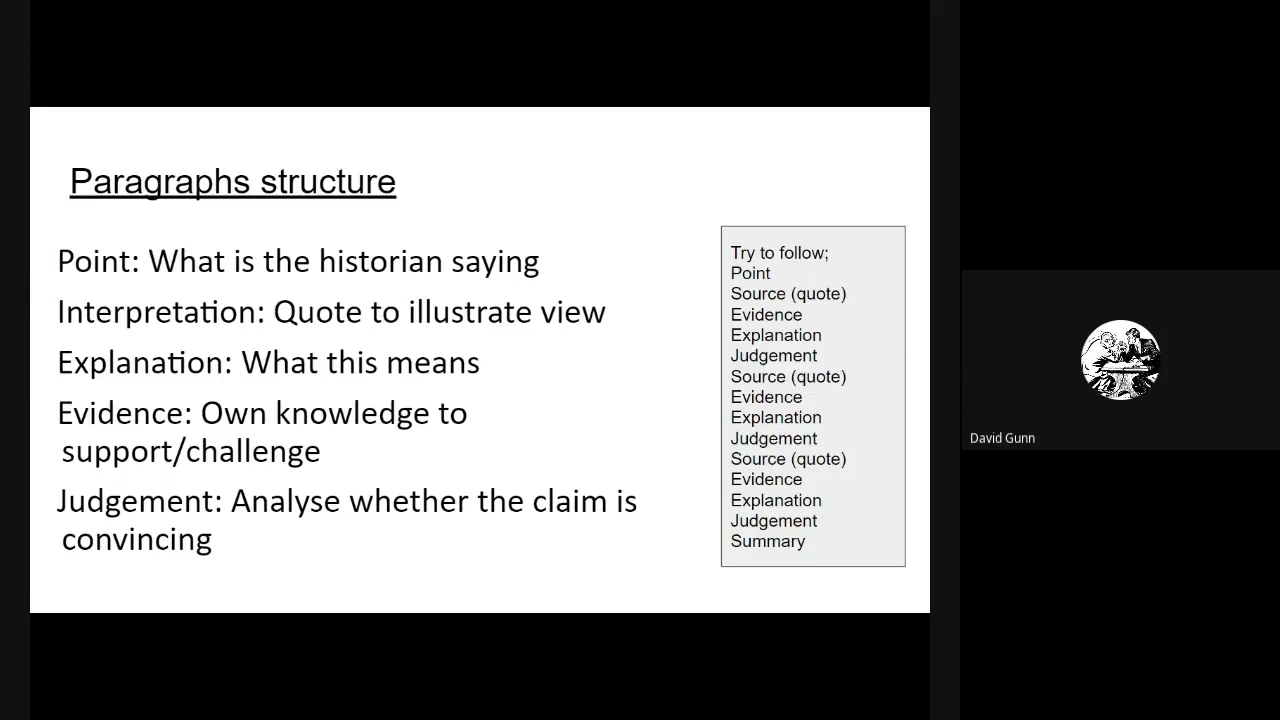 Paragraphs structure
Point: What is the historian saying
Interpretation: Quote to illustrate view
Explanation: What this means
Evidence: Own knowledge to
support/challenge
Judgement: Analyse whether the claim is
convincing
Try to follow;
Point
Source (quote)
Evidence
Explanation
Judgement
Source (quote)
Evidence
Explanation
Judgement
Source (quote)
Evidence
Explanation
Judgement
Summary
David Gunn